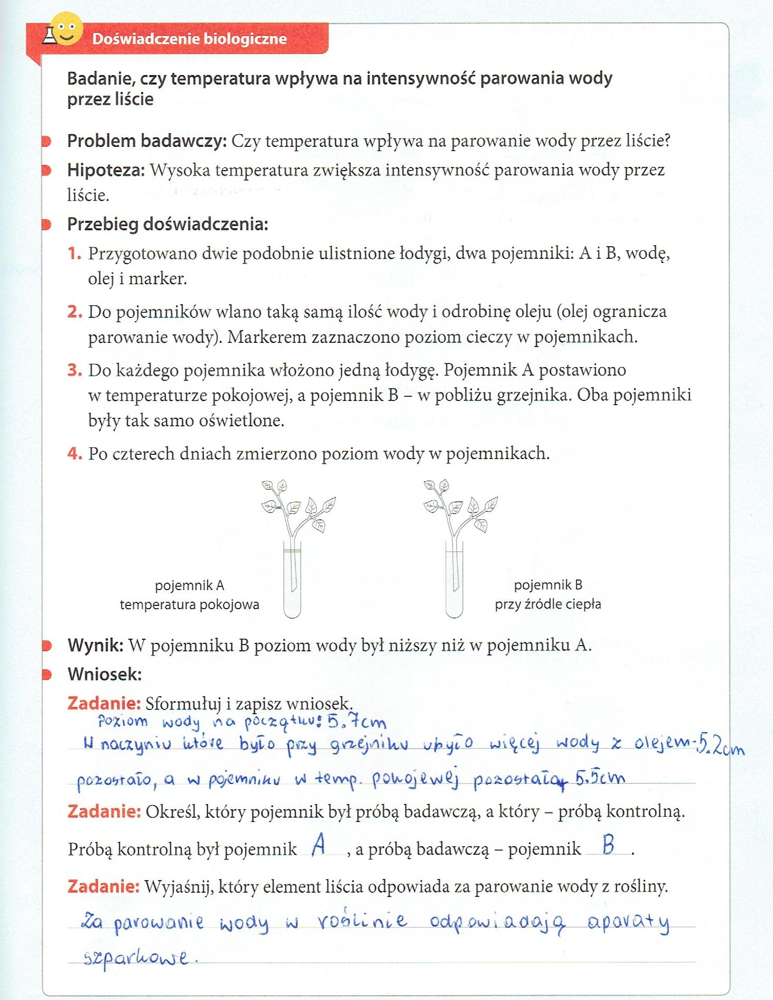 Doświadczenie biologiczne
Badanie, czy temperatura wpływa na intensywność parowania wody
przez liście
Problem badawczy: Czy temperatura wpływa na parowanie wody przez liście?
Hipoteza: Wysoka temperatura zwiększa intensywność parowania wody przez
liście.
Przebieg doświadczenia:
1. Przygotowano dwie podobnie ulistnione łodygi, dwa pojemniki: A i B, wodę,
olej i marker.
2. Do pojemników wlano taką samą ilość wody i odrobinę oleju (olej ogranicza
parowanie wody). Markerem zaznaczono poziom cieczy w pojemnikach.
3. Do każdego pojemnika włożono jedną łodygę. Pojemnik A postawiono
w temperaturze pokojowej, a pojemnik B – w pobliżu grzejnika. Oba pojemniki
były tak samo oświetlone.
4. Po czterech dniach zmierzono poziom wody w pojemnikach.
pojemnik A
temperatura pokojowa
pojemnik B
przy źródle ciepła
Wynik: W pojemniku B poziom wody był niższy niż w pojemniku A.
Wniosek:
Zadanie: Sformułuj i zapisz wniosek.
Poziom wody na początku: 5.7cm
W naczyniu które było przy grzejniku ubyło więcej wody z olejem-5.2cm
pozostało, a w pojemniku w temp. pokojewej pozostało 5.5cm
Zadanie: Określ, który pojemnik był próbą badawczą, a który – próbą kontrolną.
Próbą kontrolną był pojemnik A, a próbą badawczą – pojemnik B.
Zadanie: Wyjaśnij, który element liścia odpowiada za parowanie wody z rośliny.
Za parowanie wody w roślinie odpowiadają aparaty
szparkowe.